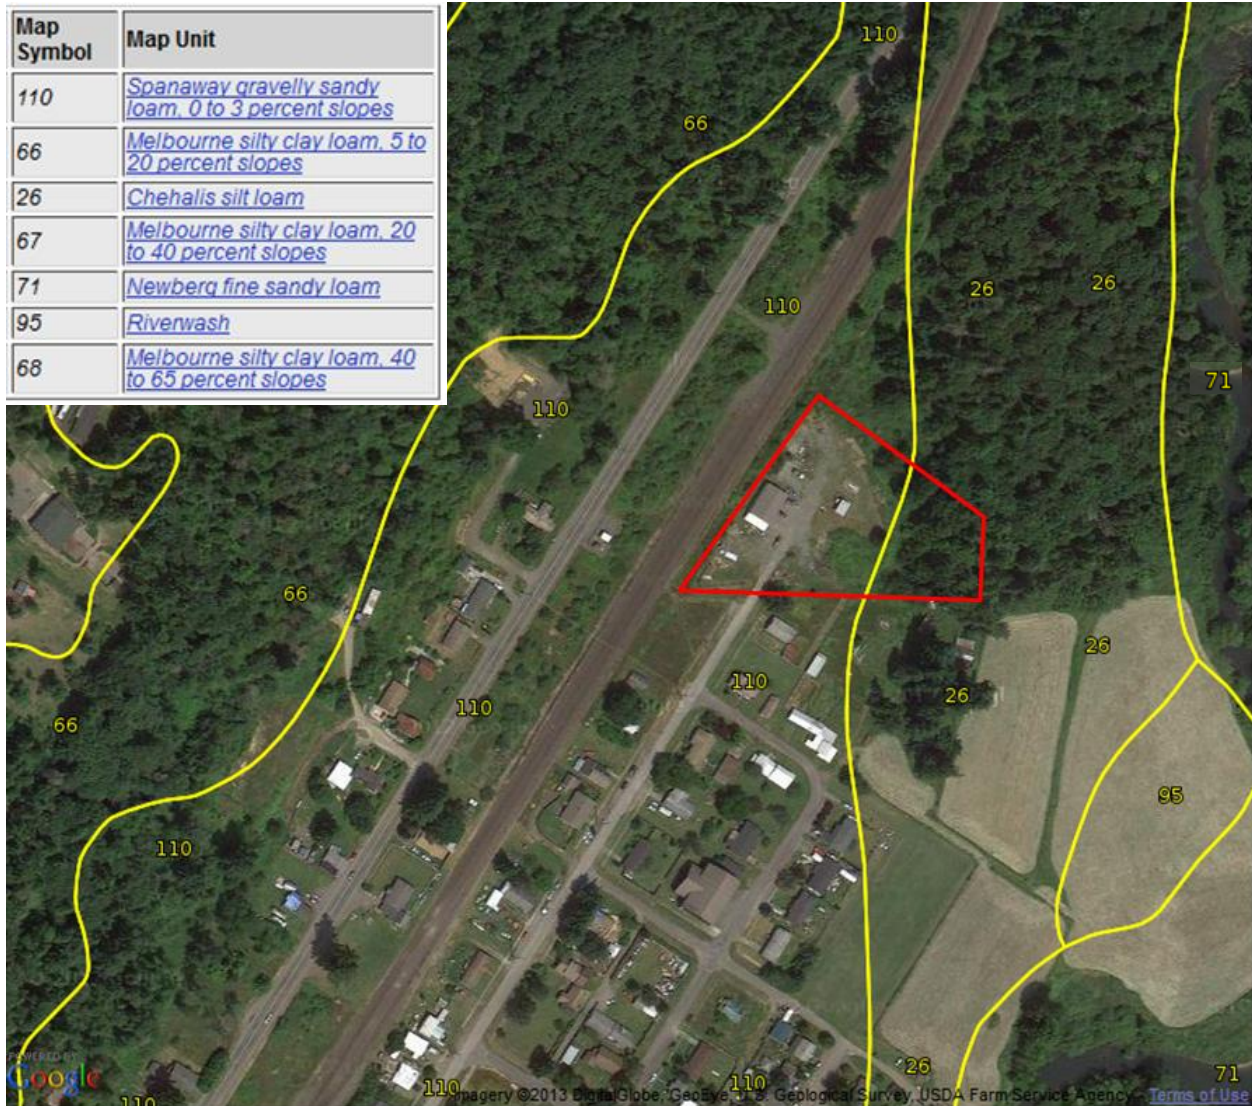 Map
Symbol
Map Unit
110
Spanaway gravelly sandy
loam, 0 to 3 percent slopes
66
Melbourne silty clay loam, 5 to
20 percent slopes
26
Chehalis silt loam
67
Melbourne silty clay loam, 20
to 40 percent slopes
71
Newberg fine sandy loam
95
Riverwash
68
Melbourne silty clay loam, 40
to 65 percent slopes
110
66
110
26
26
71
110
66
26
110
66
110
26
95
110
26
71
110
110
110
POWERED BY
Google
Imagery ©2013 DigitalGlobe, GeoEye, U.S. Geological Survey, USDA Farm Service Agency - Terms of Use